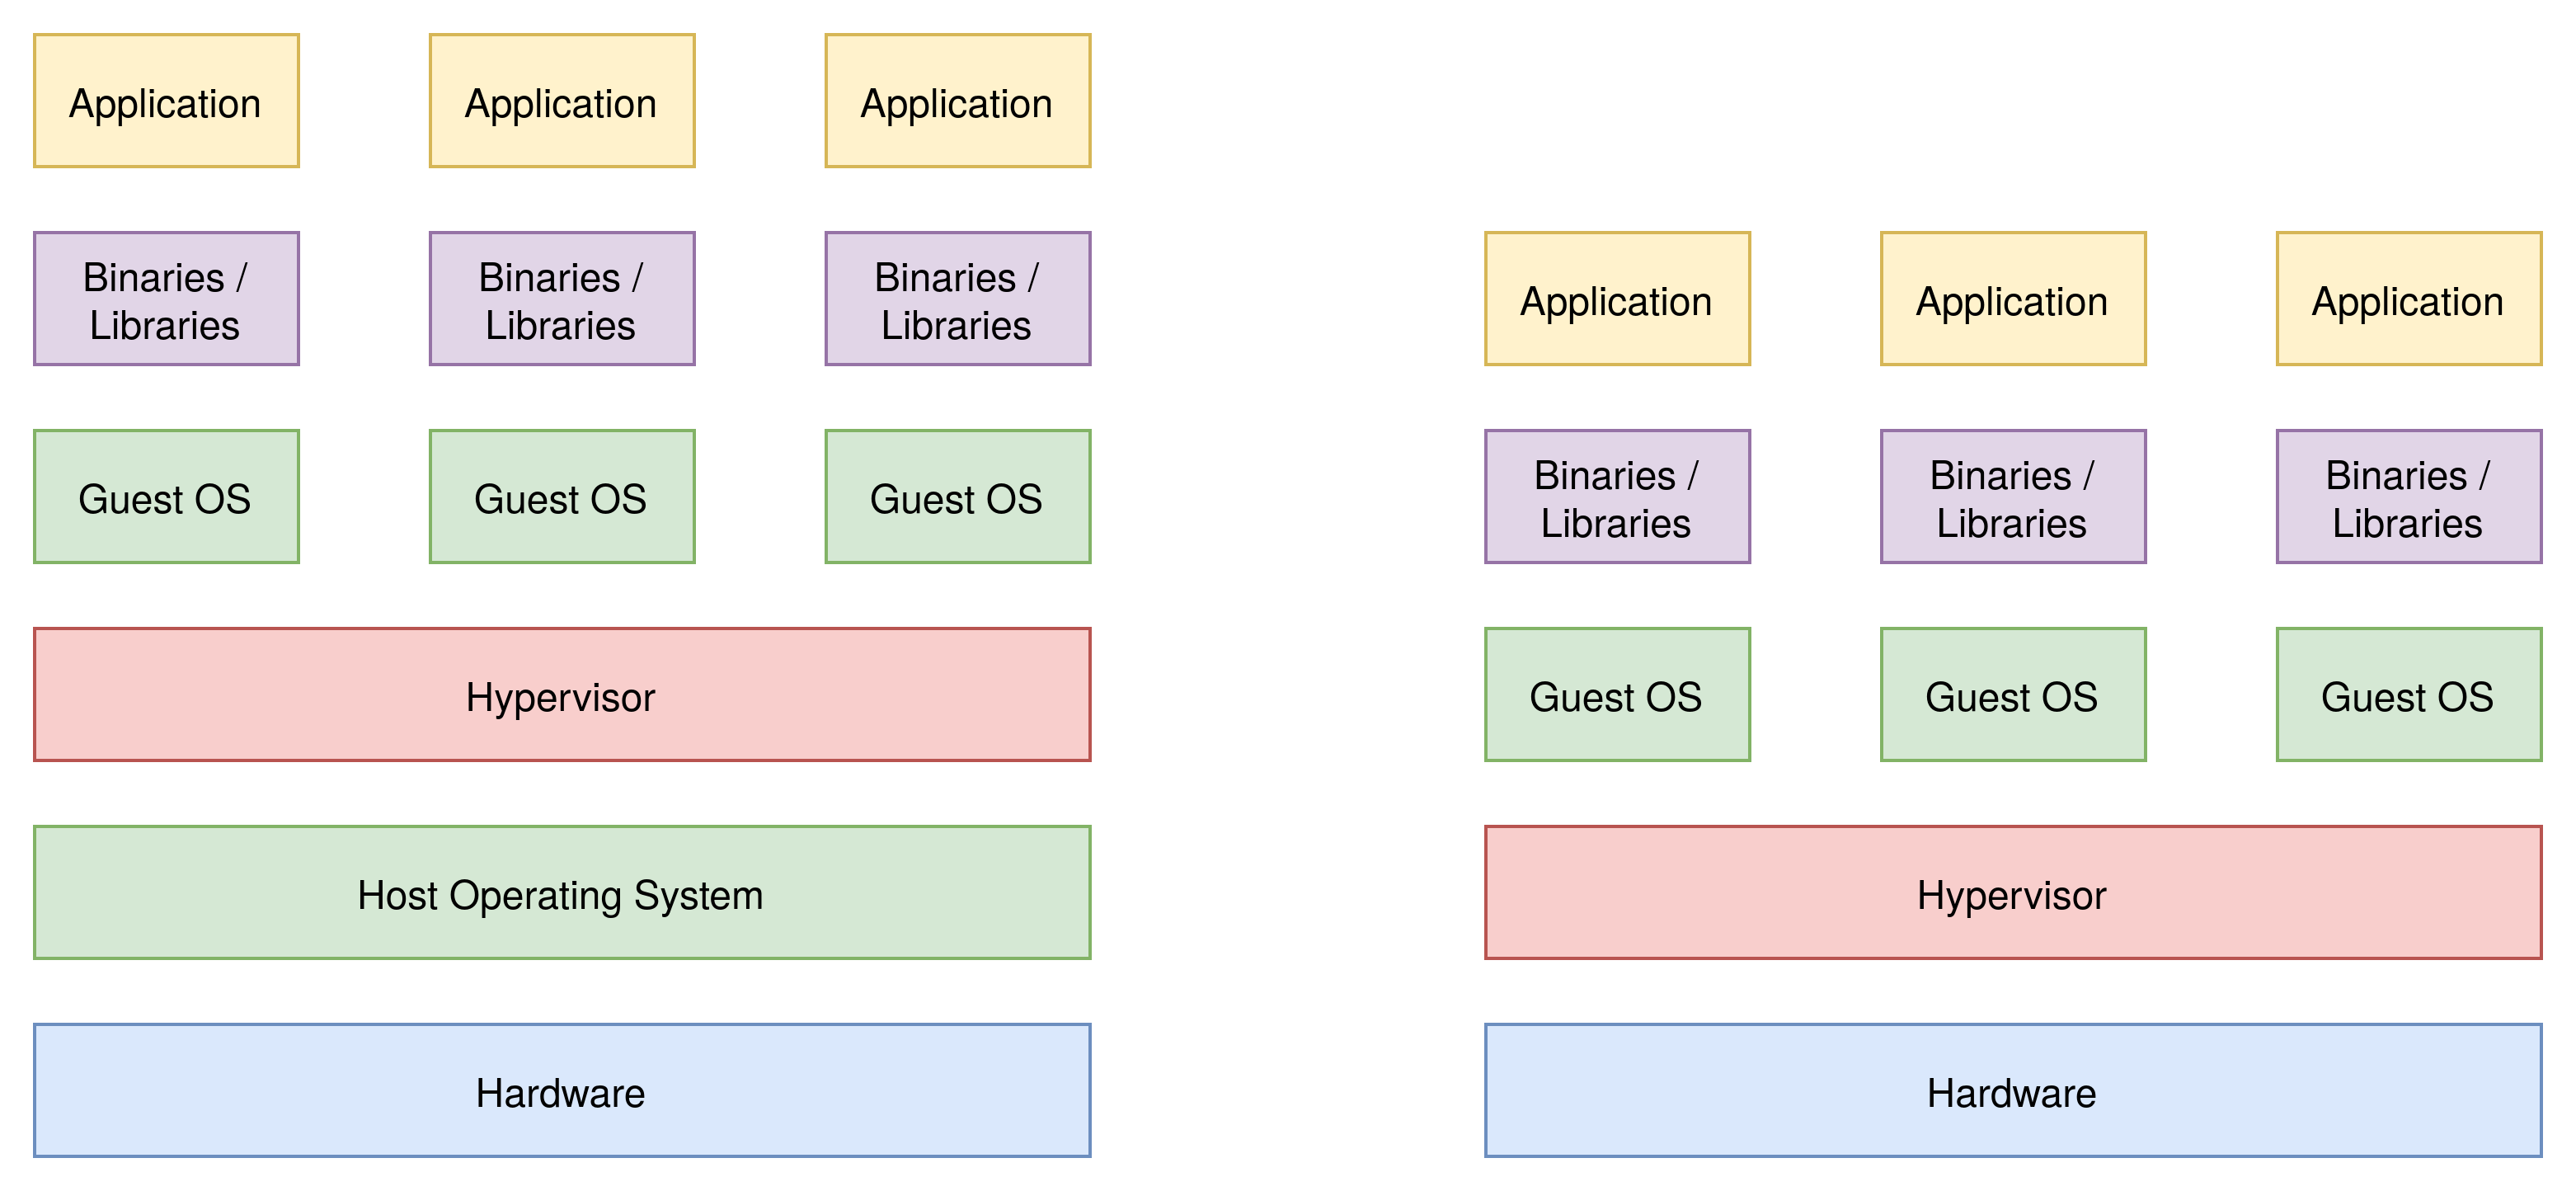 Application
Application
Application
Binaries /
Libraries
Binaries /
Libraries
Binaries /
Libraries
Guest OS
Guest OS
Guest OS
Hypervisor
Host Operating System
Hardware
Application
Application
Application
Binaries /
Libraries
Binaries /
Libraries
Binaries /
Libraries
Guest OS
Guest OS
Guest OS
Hypervisor
Hardware